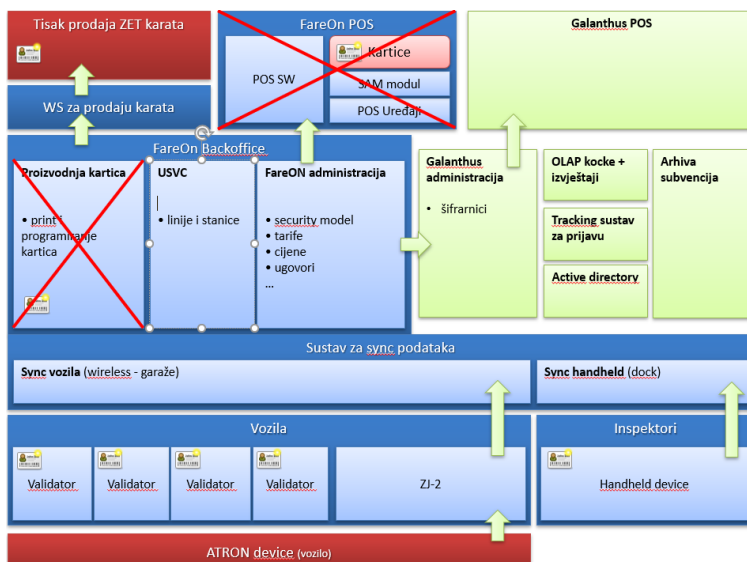 Tisak prodaja ZET karata
FareOn POS
Galanthus POS
POS SW
Kartice
SAM modul
POS Uređaji
WS za prodaju karata
FareOn Backoffice
Proizvodnja kartica
• print i
programiranje
kartica
USVC
• linije i stanice
FareON administracija
• security model
• tarife
• cijene
• ugovori
...
Galanthus
administracija
• šifrarnici
OLAP kocke +
izvještaji
Tracking sustav
za prijavu
Active directory
Arhiva
subvencija
Sustav za sync podataka
Sync vozila (wireless - garaže)
Sync handheld (dock)
Vozila
Inspektori
Validator
Validator
Validator
Validator
ZJ-2
Handheld device
ATRON device (vozilo)